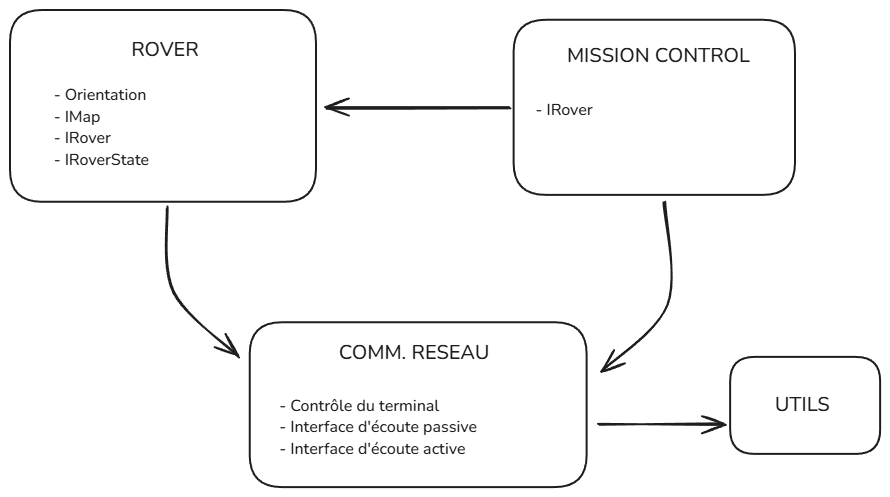 ROVER
- Orientation
- IMap
- IRover
- IRoverState
MISSION CONTROL
- IRover
COMM. RESEAU
- Contrôle du terminal
- Interface d'écoute passive
- Interface d'écoute active
UTILS